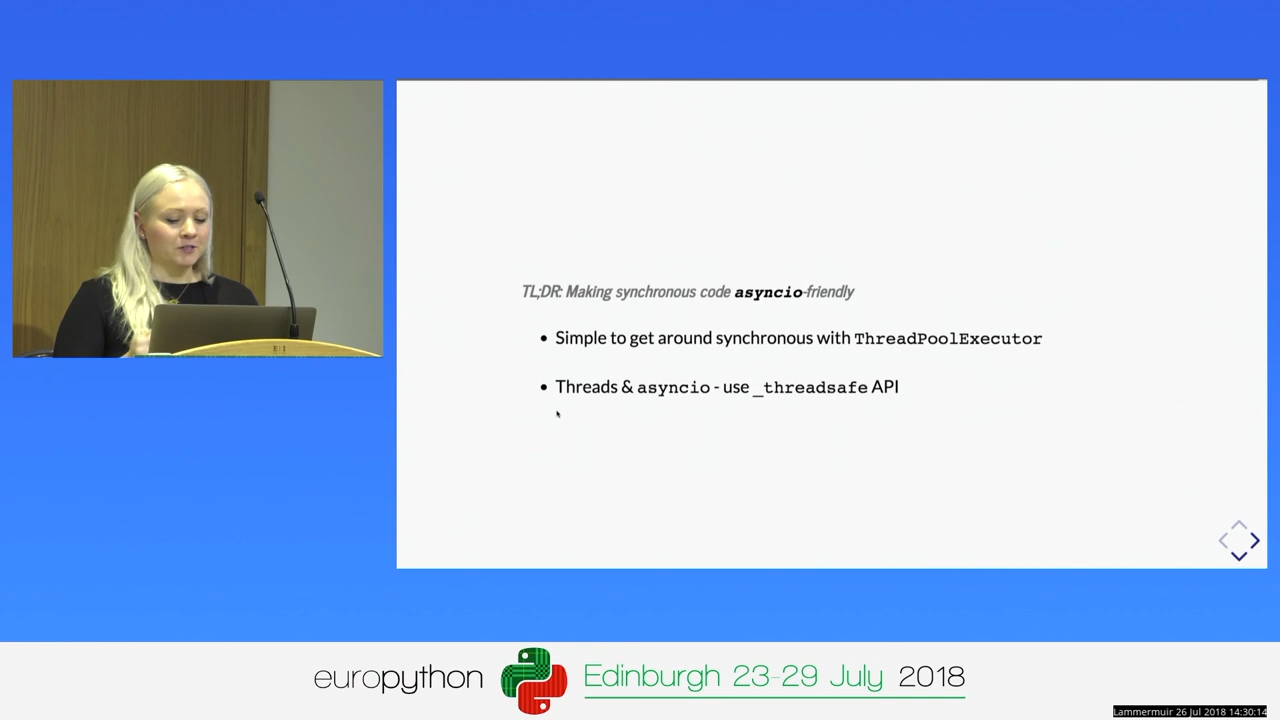 TL;DR: Making synchronous code asyncio-friendly
• Simple to get around synchronous with ThreadPoolExecutor
• Threads & asyncio - use _threadsafe API
europython Edinburgh 23-29 July 2018
Lammermuir 26 Jul 2018 14:30:14